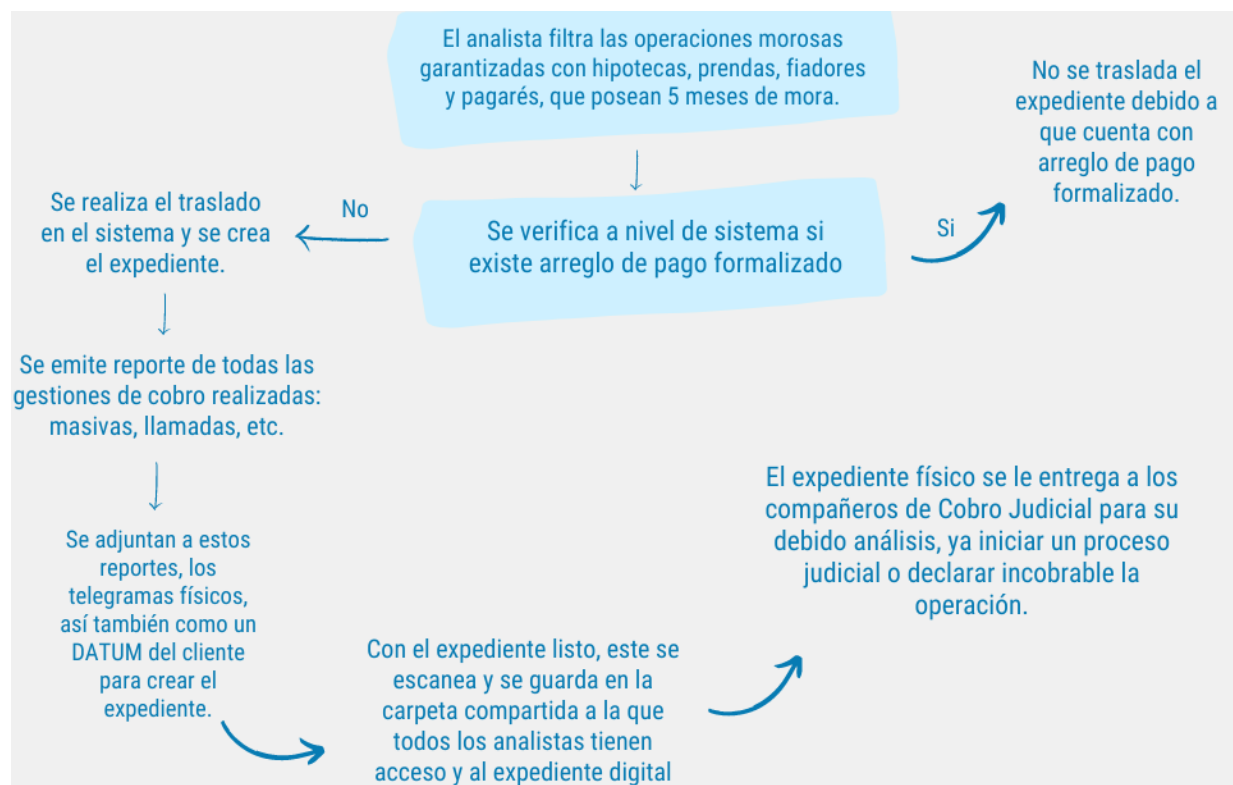 El analista filtra las operaciones morosas
garantizadas con hipotecas, prendas, fiadores
y pagarés, que posean 5 meses de mora.
Se verifica a nivel de sistema si
existe arreglo de pago formalizado
Si
No se traslada el
expediente debido a
que cuenta con
arreglo de pago
formalizado.
No
Se realiza el traslado
en el sistema y se crea
el expediente.
Se emite reporte de todas las
gestiones de cobro realizadas:
masivas, llamadas, etc.
Se adjuntan a estos
reportes, los
telegramas físicos,
así también como un
DATUM del cliente
para crear el
expediente.
Con el expediente listo, este se
escanea y se guarda en la
carpeta compartida a la que
todos los analistas tienen
acceso y al expediente digital
El expediente físico se le entrega a los
compañeros de Cobro Judicial para su
debido análisis, ya iniciar un proceso
judicial o declarar incobrable la
operación.